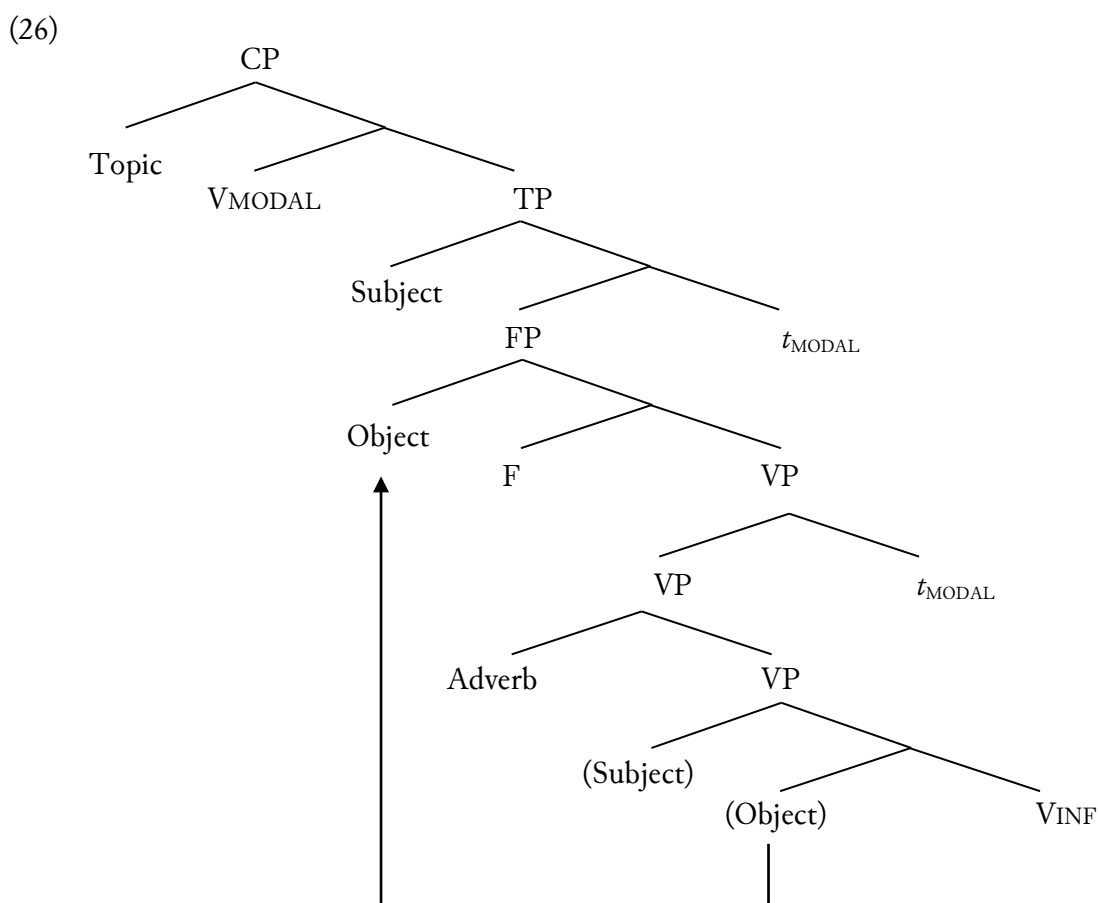 (26)
CP
Topic
VMODAL
TP
Subject
FP
tMODAL
Object
F
VP
VP
tMODAL
Adverb
VP
(Subject)
(Object)
VINF